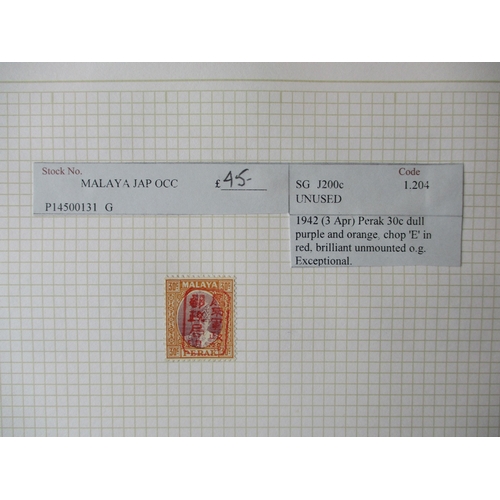 Stock No.
MALAYA JAP OCC £ 45-
P14500131 G
Code
SG J200c 1.204
UNUSED
1942 (3 Apr) Perak 30c dull
purple and orange, chop 'E' in
red, brilliant unmounted o.g.
Exceptional.
MALAYA
PERAK